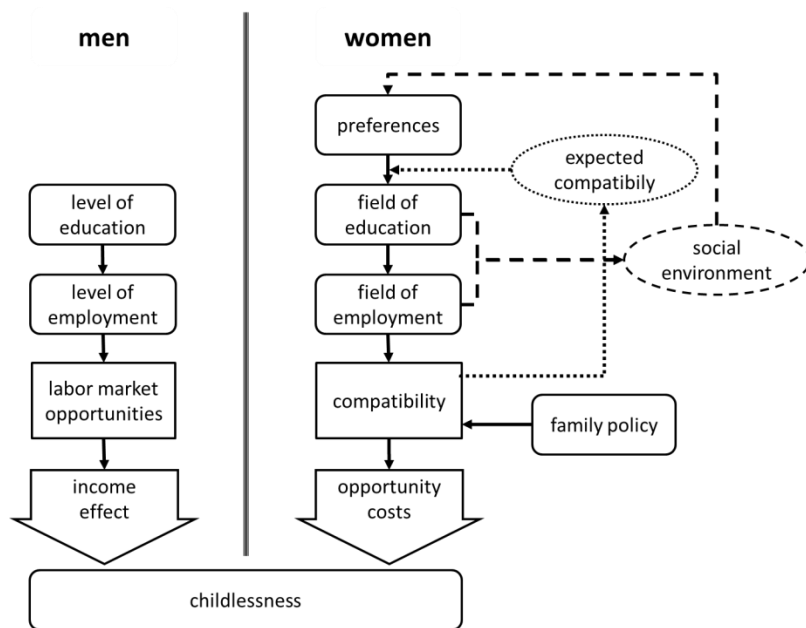 men
women
preferences
expected
compatibily
level of
education
field of
education
social
environment
level of
employment
field of
employment
labor market
opportunities
compatibility
family policy
income
effect
opportunity
costs
childlessness